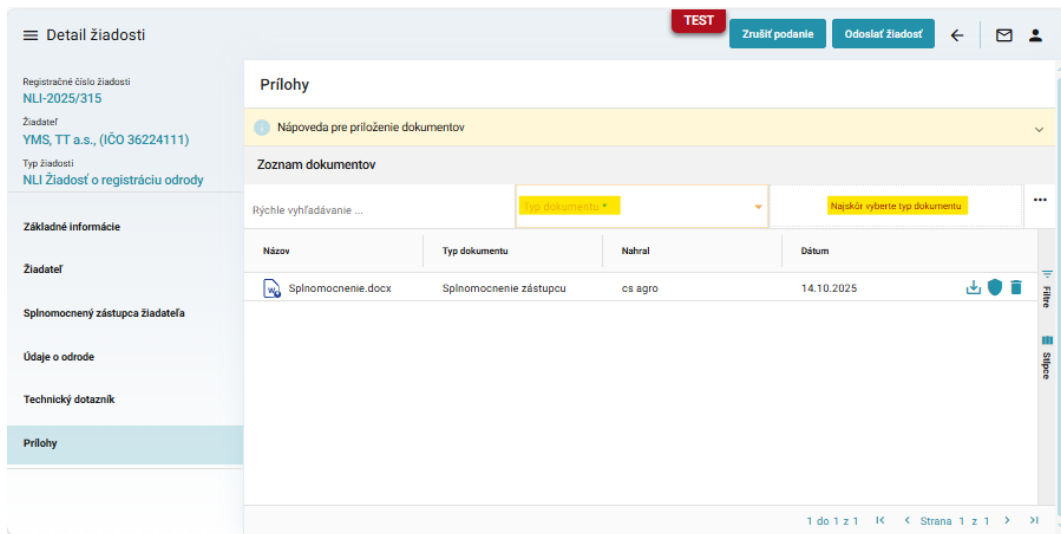 Detail žiadosti
TEST
Zrušiť podanie
Odoslať žiadosť
Registračné číslo žiadosti
NLI-2025/315
Žiadateľ
YMS, TT a.s., (IČO 36224111)
Typ žiadosti
NLI Žiadosť o registráciu odrody
Základné informácie
Žiadateľ
Splnomocnený zástupca žiadateľa
Údaje o odrode
Technický dotazník
Prílohy
Prílohy
Nápoveda pre priloženie dokumentov
Zoznam dokumentov
Rýchle vyhľadávanie ...
Typ dokumentu *
Najskôr vyberte typ dokumentu
Názov Typ dokumentu Nahral Dátum
Splnomocnenie.docx Splnomocnenie zástupcu cs agro 14.10.2025
Filtre
Stĺpce
1 do 1 z 1 Strana 1 z 1